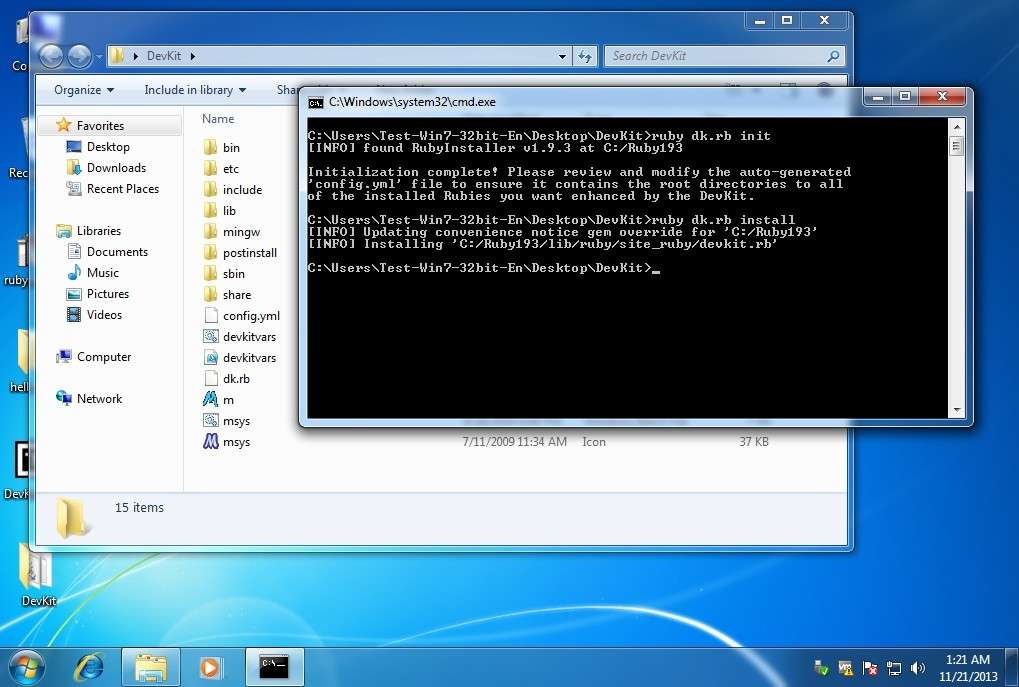 DevKit
Search DevKit
Organize
Include in library
Favorites
Desktop
Downloads
Recent Places
Libraries
Documents
Music
Pictures
Videos
Computer
Network
Name
bin
etc
include
lib
mingw
postinstall
sbin
share
config.yml
devkitvars
devkitvars
dk.rb
m
msys
msys
7/11/2009 11:34 AM Icon 37 KB
15 items
C:\Windows\system32\cmd.exe
C:\Users\Test-Win7-32bit-En\Desktop\DevKit>ruby dk.rb init
[INFO] found RubyInstaller v1.9.3 at C:/Ruby193
Initialization complete! Please review and modify the auto-generated
'config.yml' file to ensure it contains the root directories to all
of the installed Rubies you want enhanced by the DevKit.
C:\Users\Test-Win7-32bit-En\Desktop\DevKit>ruby dk.rb install
[INFO] Updating convenience notice gem override for 'C:/Ruby193'
[INFO] Installing 'C:/Ruby193/lib/ruby/site_ruby/devkit.rb'
C:\Users\Test-Win7-32bit-En\Desktop\DevKit>_
DevKit
1:21 AM
11/21/2013